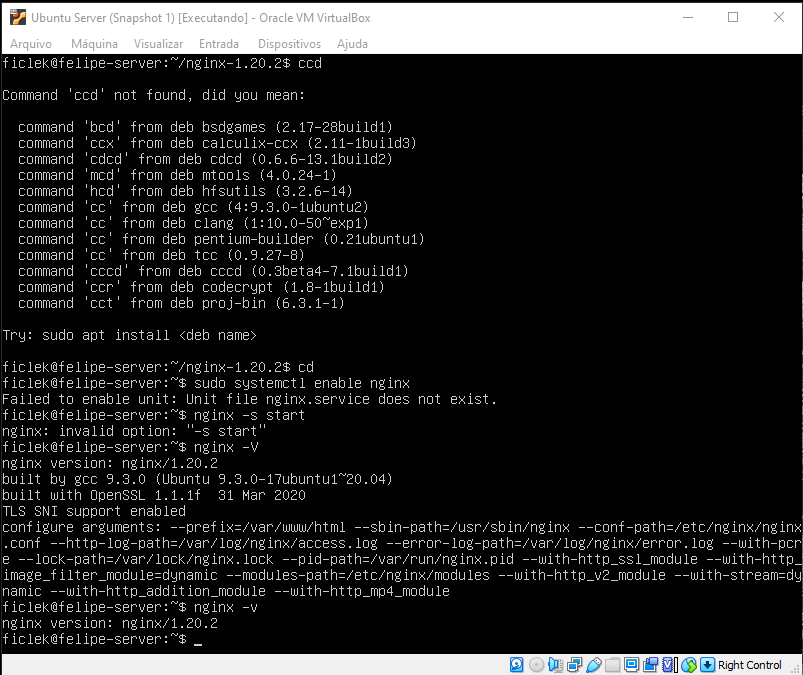 Ubuntu Server (Snapshot 1) [Executando] - Oracle VM VirtualBox
Arquivo Máquina Visualizar Entrada Dispositivos Ajuda
ficlek@felipe-server:~/nginx-1.20.2$ ccd
Command 'ccd' not found, did you mean:
command 'bcd' from deb bsdgames (2.17-28build1)
command 'ccx' from deb calculix-ccx (2.11-1build3)
command 'cdcd' from deb cdcd (0.6.6-13.1build2)
command 'mcd' from deb mtools (4.0.24-1)
command 'hcd' from deb hfsutils (3.2.6-14)
command 'cc' from deb gcc (4:9.3.0-1ubuntu2)
command 'cc' from deb clang (1:10.0-50~exp1)
command 'cc' from deb pentium-builder (0.21ubuntu1)
command 'cc' from deb tcc (0.9.27-8)
command 'cccd' from deb cccd (0.3beta4-7.1build1)
command 'ccr' from deb codecrypt (1.8-1build1)
command 'cct' from deb proj-bin (6.3.1-1)
Try: sudo apt install <deb name>
ficlek@felipe-server:~/nginx-1.20.2$ cd
ficlek@felipe-server:~$ sudo systemctl enable nginx
Failed to enable unit: Unit file nginx.service does not exist.
ficlek@felipe-server:~$ nginx -s start
nginx: invalid option: "-s start"
ficlek@felipe-server:~$ nginx -V
nginx version: nginx/1.20.2
built by gcc 9.3.0 (Ubuntu 9.3.0-17ubuntu1~20.04)
built with OpenSSL 1.1.1f  31 Mar 2020
TLS SNI support enabled
configure arguments: --prefix=/var/www/html --sbin-path=/usr/sbin/nginx --conf-path=/etc/nginx/nginx
.conf --http-log-path=/var/log/nginx/access.log --error-log-path=/var/log/nginx/error.log --with-pcr
e --lock-path=/var/lock/nginx.lock --pid-path=/var/run/nginx.pid --with-http_ssl_module --with-http_
image_filter_module=dynamic --modules-path=/etc/nginx/modules --with-http_v2_module --with-stream=dy
namic --with-http_addition_module --with-http_mp4_module
ficlek@felipe-server:~$ nginx -v
nginx version: nginx/1.20.2
ficlek@felipe-server:~$ _
Right Control